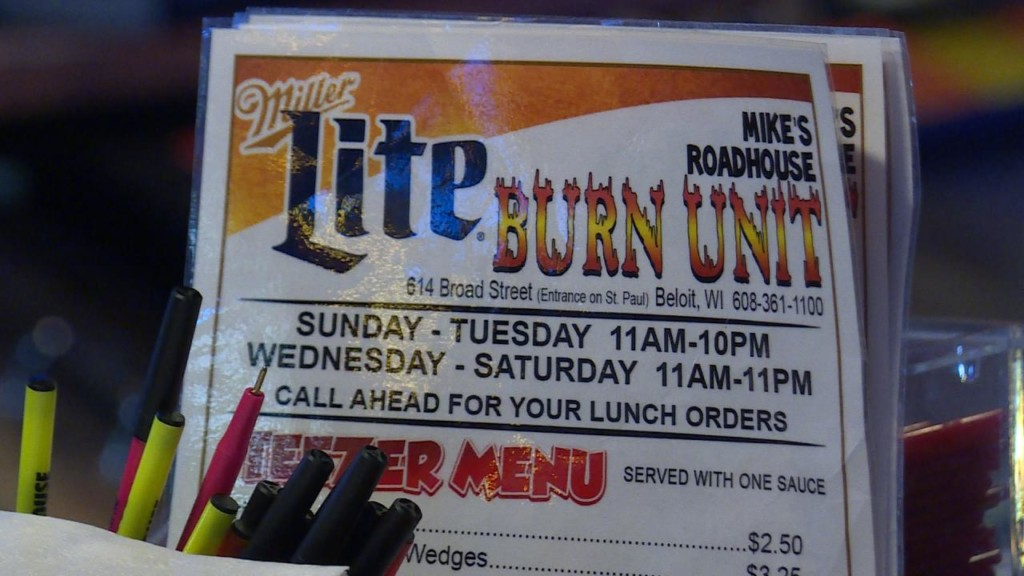 Miller
Lite
MIKE'S
ROADHOUSE
BURN UNIT
614 Broad Street (Entrance on St. Paul) Beloit, WI 608-361-1100
SUNDAY - TUESDAY 11AM-10PM
WEDNESDAY - SATURDAY 11AM-11PM
CALL AHEAD FOR YOUR LUNCH ORDERS
MENU SERVED WITH ONE SAUCE
$2.50
Wedges $3.25